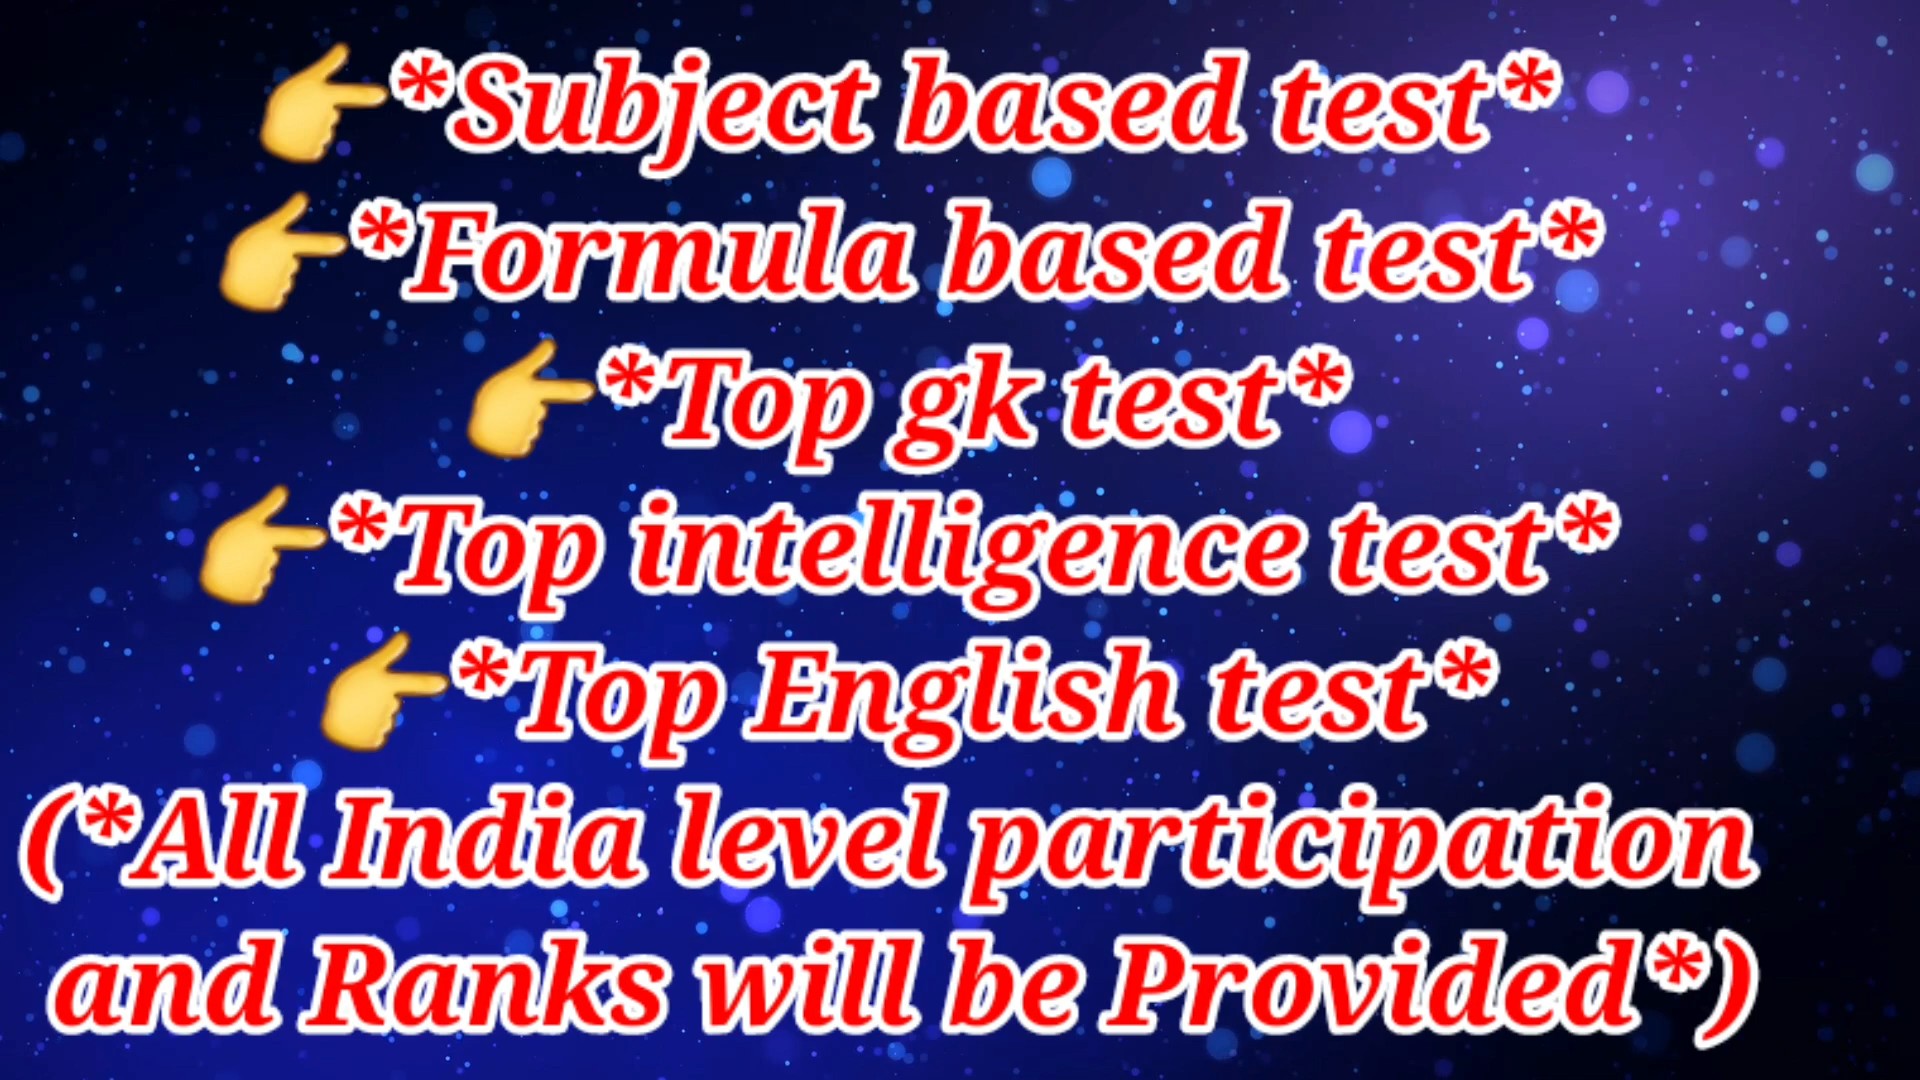 👉*Subject based test*
👉*Formula based test*
👉*Top gk test*
👉*Top intelligence test*
👉*Top English test*
(*All India level participation
and Ranks will be Provided*)